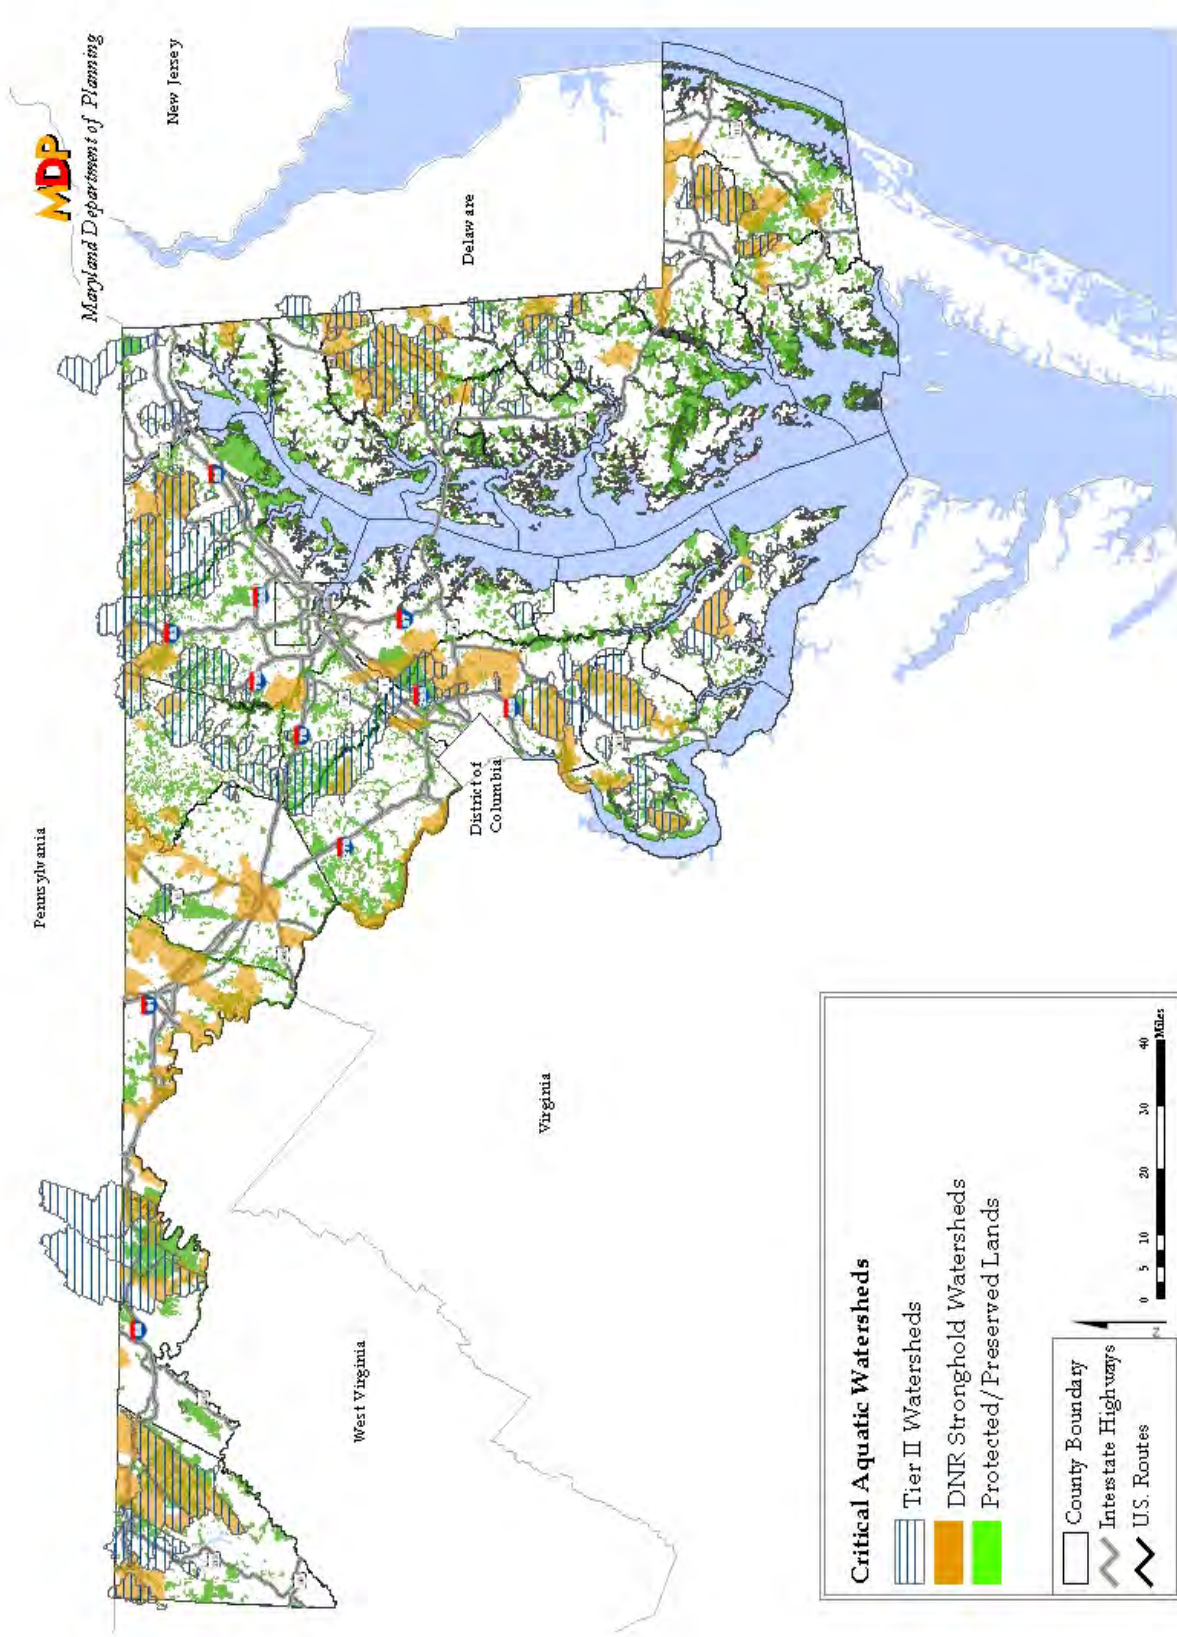 MDP
Maryland Department of Planning
New Jersey
Pennsylvania
Delaware
District of
Columbia
Virginia
West Virginia
Critical Aquatic Watersheds
Tier II Watersheds
DNR Stronghold Watersheds
Protected/Preserved Lands
County Boundary
Interstate Highways
U.S. Routes
N
0 5 10 20 30 40
Miles